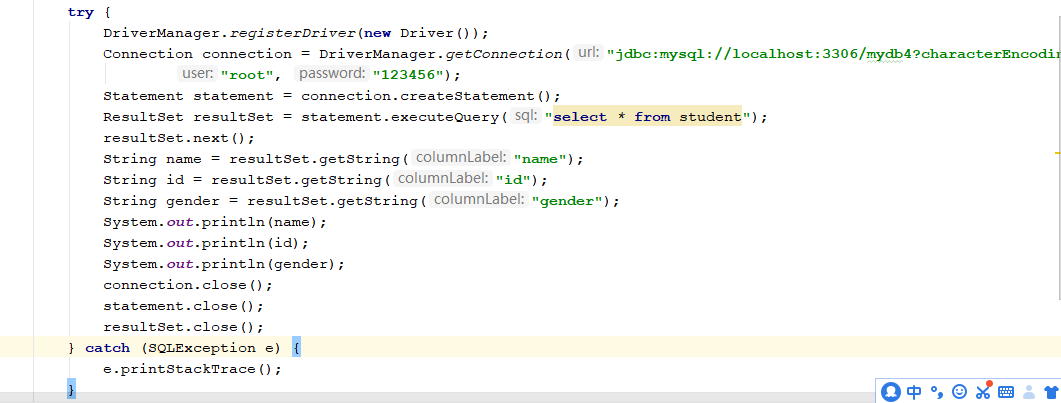 try {
DriverManager.registerDriver(new Driver());
Connection connection = DriverManager.getConnection( url: "jdbc:mysql://localhost:3306/mydb4?characterEncodin
user: "root", password: "123456");
Statement statement = connection.createStatement();
ResultSet resultSet = statement.executeQuery( sql: "select * from student");
resultSet.next();
String name = resultSet.getString( columnLabel: "name");
String id = resultSet.getString( columnLabel: "id");
String gender = resultSet.getString( columnLabel: "gender");
System.out.println(name);
System.out.println(id);
System.out.println(gender);
connection.close();
statement.close();
resultSet.close();
} catch (SQLException e) {
e.printStackTrace();
}
中